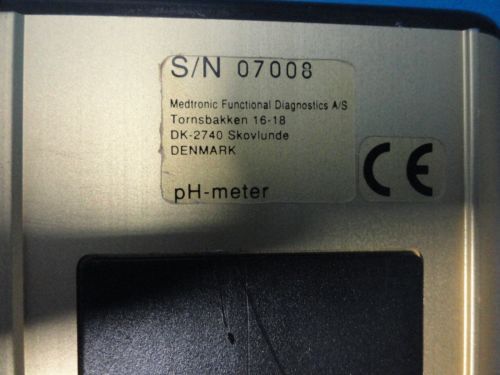 S/N 07008
Medtronic Functional Diagnostics A/S
Tornsbakken 16-18
DK-2740 Skovlunde
DENMARK
pH-meter
CE